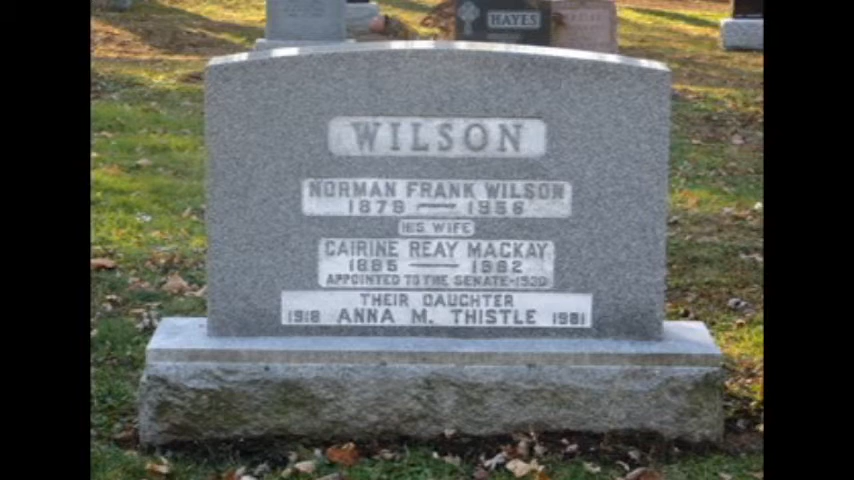 HAYES
WILSON
NORMAN FRANK WILSON
1879 — 1956
HIS WIFE
CAIRINE REAY MACKAY
1885 — 1962
APPOINTED TO THE SENATE-1930
THEIR DAUGHTER
1918 ANNA M. THISTLE 1981